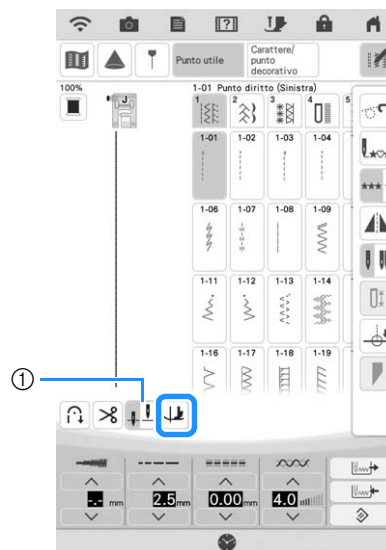 Punto utile
Carattere/
punto
decorativo
100%
1-01 Punto diritto (Sinistra)
J
1 2 3 4 5
1-01 1-02 1-03 1-04
1-06 1-07 1-08 1-09
1-11 1-12 1-13 1-14
1-16 1-17 1-18 1-19
①
-.- mm 2.5 mm 0.00 mm 4.0